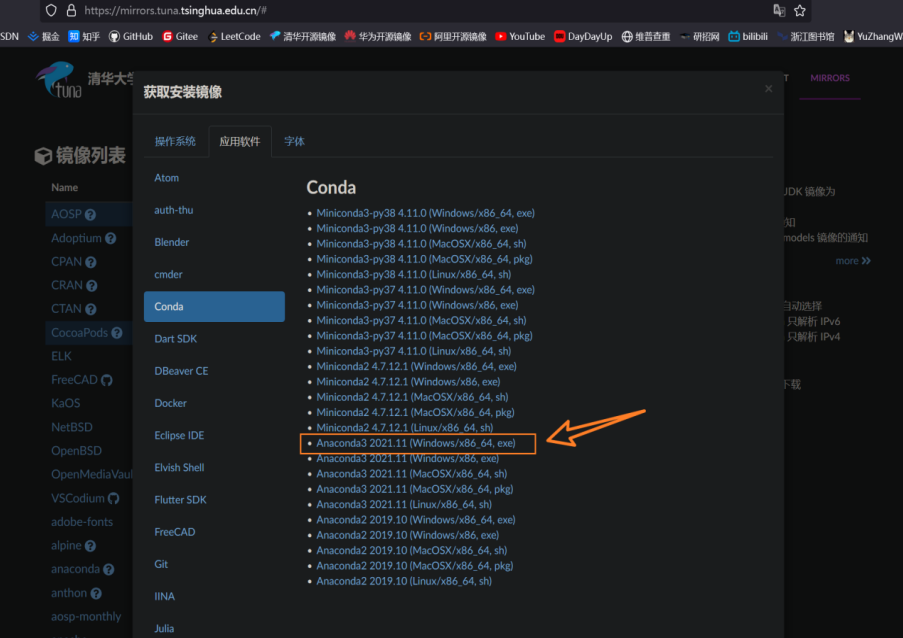 https://mirrors.tuna.tsinghua.edu.cn/#
SDN 掘金 知 知乎 GitHub G Gitee LeetCode 清华开源镜像 华为开源镜像 阿里开源镜像 YouTube DayDayUp 维普查重 研招网 bilibili 浙江图书馆 YuZhangW
tuna 清华大学
MIRRORS
获取安装镜像
×
操作系统 应用软件 字体
镜像列表
Name
AOSP
Adoptium
CPAN
CRAN
CTAN
CocoaPods
ELK
FreeCAD
KaOS
NetBSD
OpenBSD
OpenMediaVaul
VSCodium
adobe-fonts
alpine
anaconda
anthon
aosp-monthly
Atom
auth-thu
Blender
cmder
Conda
Dart SDK
DBeaver CE
Docker
Eclipse IDE
Elvish Shell
Flutter SDK
FreeCAD
Git
IINA
Julia
Conda
• Miniconda3-py38 4.11.0 (Windows/x86_64, exe)
• Miniconda3-py38 4.11.0 (Windows/x86, exe)
• Miniconda3-py38 4.11.0 (MacOSX/x86_64, sh)
• Miniconda3-py38 4.11.0 (MacOSX/x86_64, pkg)
• Miniconda3-py38 4.11.0 (Linux/x86_64, sh)
• Miniconda3-py37 4.11.0 (Windows/x86_64, exe)
• Miniconda3-py37 4.11.0 (Windows/x86, exe)
• Miniconda3-py37 4.11.0 (MacOSX/x86_64, sh)
• Miniconda3-py37 4.11.0 (MacOSX/x86_64, pkg)
• Miniconda3-py37 4.11.0 (Linux/x86_64, sh)
• Miniconda2 4.7.12.1 (Windows/x86_64, exe)
• Miniconda2 4.7.12.1 (Windows/x86, exe)
• Miniconda2 4.7.12.1 (MacOSX/x86_64, sh)
• Miniconda2 4.7.12.1 (MacOSX/x86_64, pkg)
• Miniconda2 4.7.12.1 (Linux/x86_64, sh)
• Anaconda3 2021.11 (Windows/x86_64, exe)
• Anaconda3 2021.11 (Windows/x86, exe)
• Anaconda3 2021.11 (MacOSX/x86_64, sh)
• Anaconda3 2021.11 (MacOSX/x86_64, pkg)
• Anaconda3 2021.11 (Linux/x86_64, sh)
• Anaconda2 2019.10 (Windows/x86_64, exe)
• Anaconda2 2019.10 (Windows/x86, exe)
• Anaconda2 2019.10 (MacOSX/x86_64, sh)
• Anaconda2 2019.10 (MacOSX/x86_64, pkg)
• Anaconda2 2019.10 (Linux/x86_64, sh)
JDK 镜像为
知
models 镜像的通知
more »
自动选择
只解析 IPv6
只解析 IPv4
下载